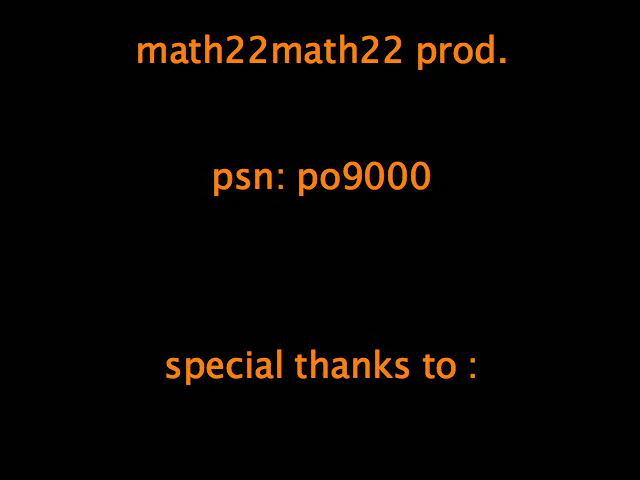 math22math22 prod.
psn: po9000
special thanks to :